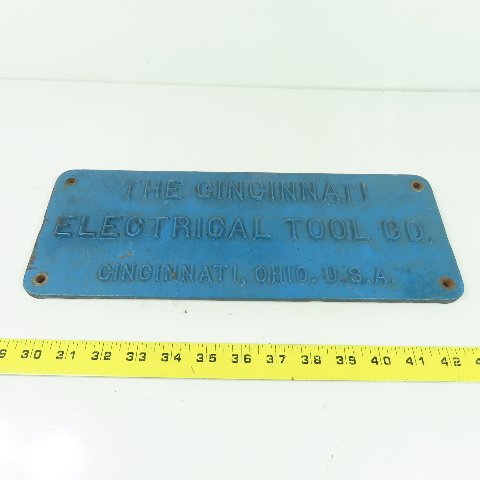 THE CINCINNATI
ELECTRICAL TOOL CO.
CINCINNATI, OHIO. U.S.A.
30 31 32 33 34 35 36 37 38 39 40 41 42